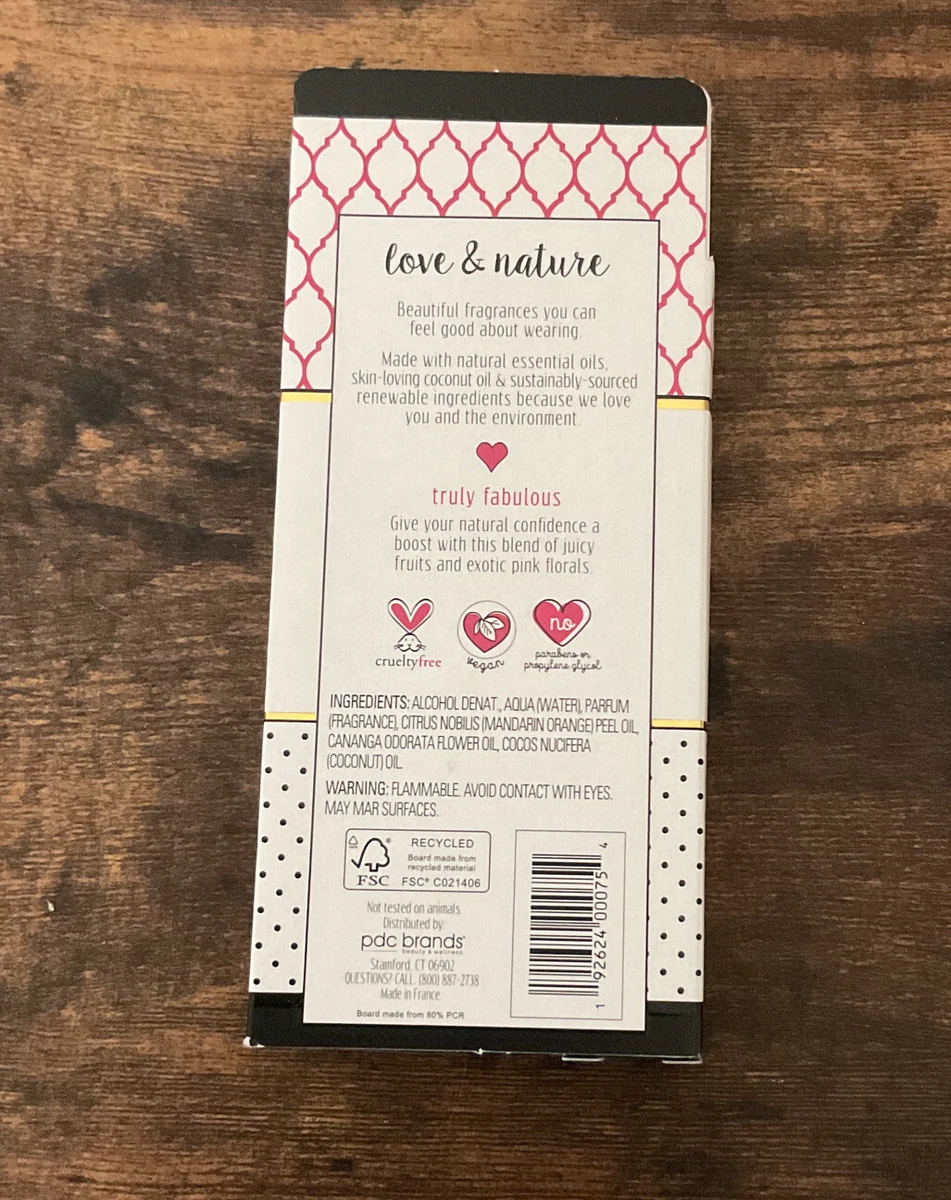 love & nature
Beautiful fragrances you can
feel good about wearing.
Made with natural essential oils,
skin-loving coconut oil & sustainably-sourced
renewable ingredients because we love
you and the environment.
truly fabulous
Give your natural confidence a
boost with this blend of juicy
fruits and exotic pink florals.
crueltyfree
vegan
no
parabens or
propylene glycol
INGREDIENTS: ALCOHOL DENAT., AQUA (WATER), PARFUM
(FRAGRANCE), CITRUS NOBILIS (MANDARIN ORANGE) PEEL OIL,
CANANGA ODORATA FLOWER OIL, COCOS NUCIFERA
(COCONUT) OIL.
WARNING: FLAMMABLE. AVOID CONTACT WITH EYES.
MAY MAR SURFACES.
RECYCLED
Board made from
recycled material
FSC® C021406
FSC
Not tested on animals.
Distributed by:
pdc brands
beauty & wellness
Stamford, CT 06902
QUESTIONS? CALL: (800) 887-2738
Made in France
Board made from 80% PCR
1 92624 00075 4